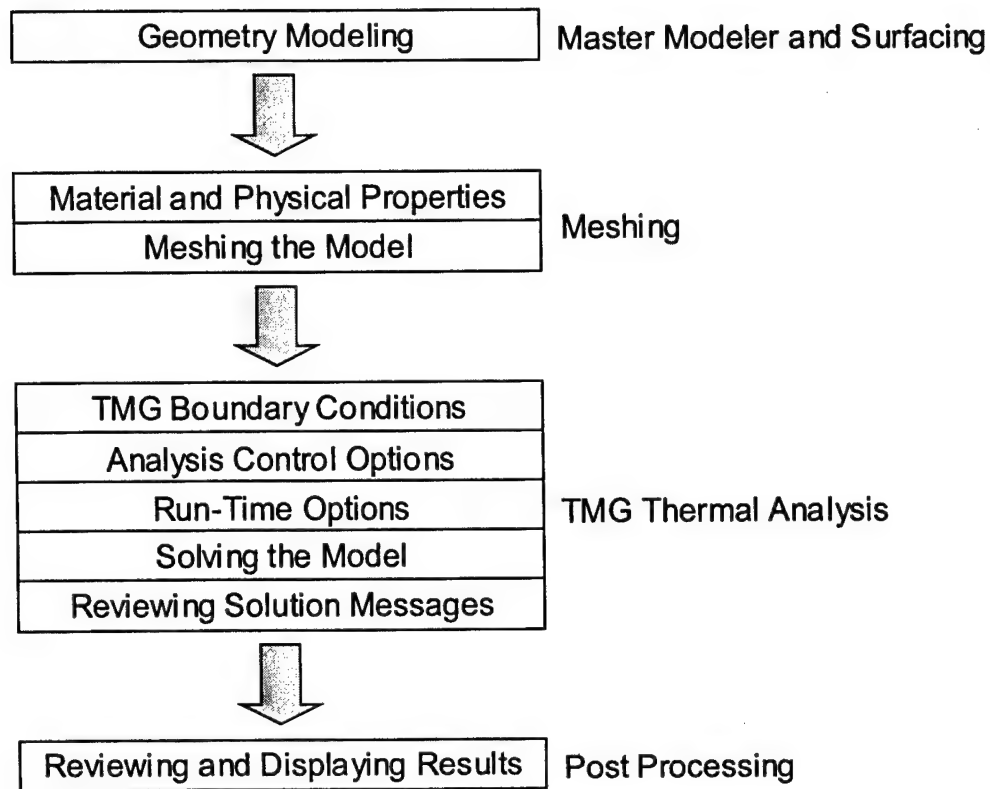 Geometry Modeling
Master Modeler and Surfacing
Material and Physical Properties
Meshing the Model
Meshing
TMG Boundary Conditions
Analysis Control Options
Run-Time Options
Solving the Model
Reviewing Solution Messages
TMG Thermal Analysis
Reviewing and Displaying Results
Post Processing